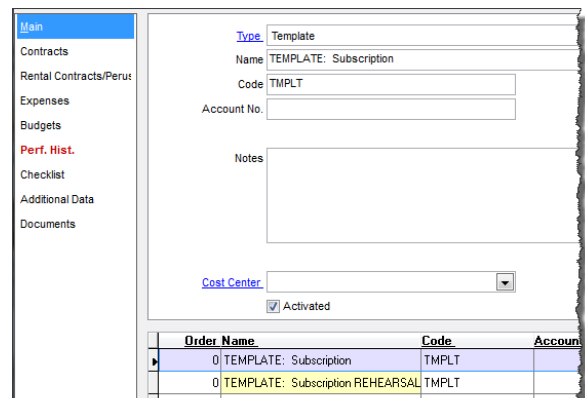 Main
Contracts
Rental Contracts/Perus
Expenses
Budgets
Perf. Hist.
Checklist
Additional Data
Documents
Type Template
Name TEMPLATE: Subscription
Code TMPLT
Account No.
Notes
Cost Center
Activated
Order Name Code Accoun
0 TEMPLATE: Subscription TMPLT
0 TEMPLATE: Subscription REHEARSAL TMPLT